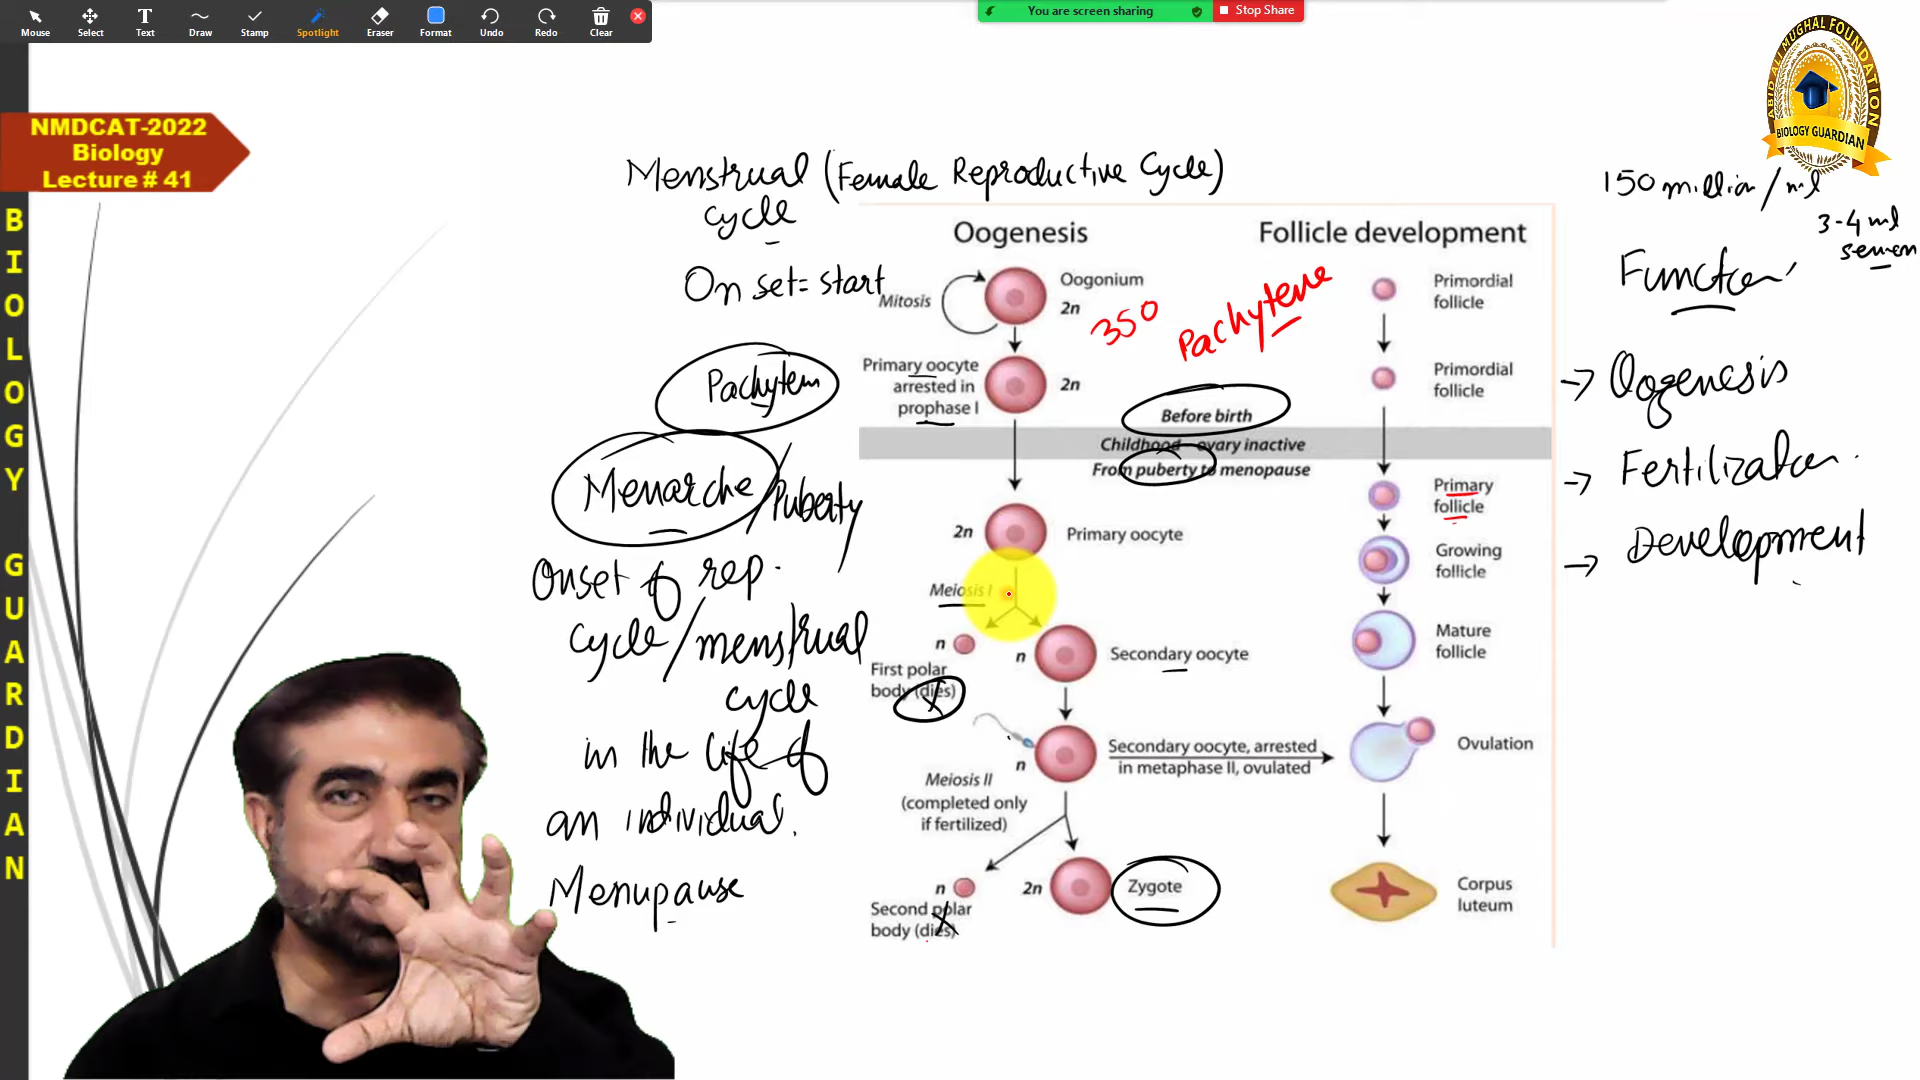 Mouse
Select
Text
Draw
Stamp
Spotlight
Eraser
Format
Undo
Redo
Clear
You are screen sharing
Stop Share
ABID ALI MUGHAL FOUNDATION
BIOLOGY GUARDIAN
NMDCAT-2022
Biology
Lecture # 41
BIOLOGY GUARDIAN
Menstrual (Female Reproductive Cycle)
cycle
On set = start
Pachyten
Menarche / Puberty
Onset of rep.
cycle / menstrual
cycle
in the life of
an individual.
Menupause
Oogenesis
Follicle development
Mitosis
Oogonium
2n
350
Pachytene
Primordial
follicle
Primary oocyte
arrested in
prophase I
2n
Primordial
follicle
Before birth
Childhood ovary inactive
From puberty to menopause
2n
Primary oocyte
Primary
follicle
Growing
follicle
Meiosis I
n
First polar
body (dies)
n
Secondary oocyte
Mature
follicle
n
Secondary oocyte, arrested
in metaphase II, ovulated
Ovulation
Meiosis II
(completed only
if fertilized)
n
Second polar
body (dies)
2n
Zygote
Corpus
luteum
150 million / ml
3-4 ml
semen
Function
→ Oogenesis
→ Fertilization.
→ Development